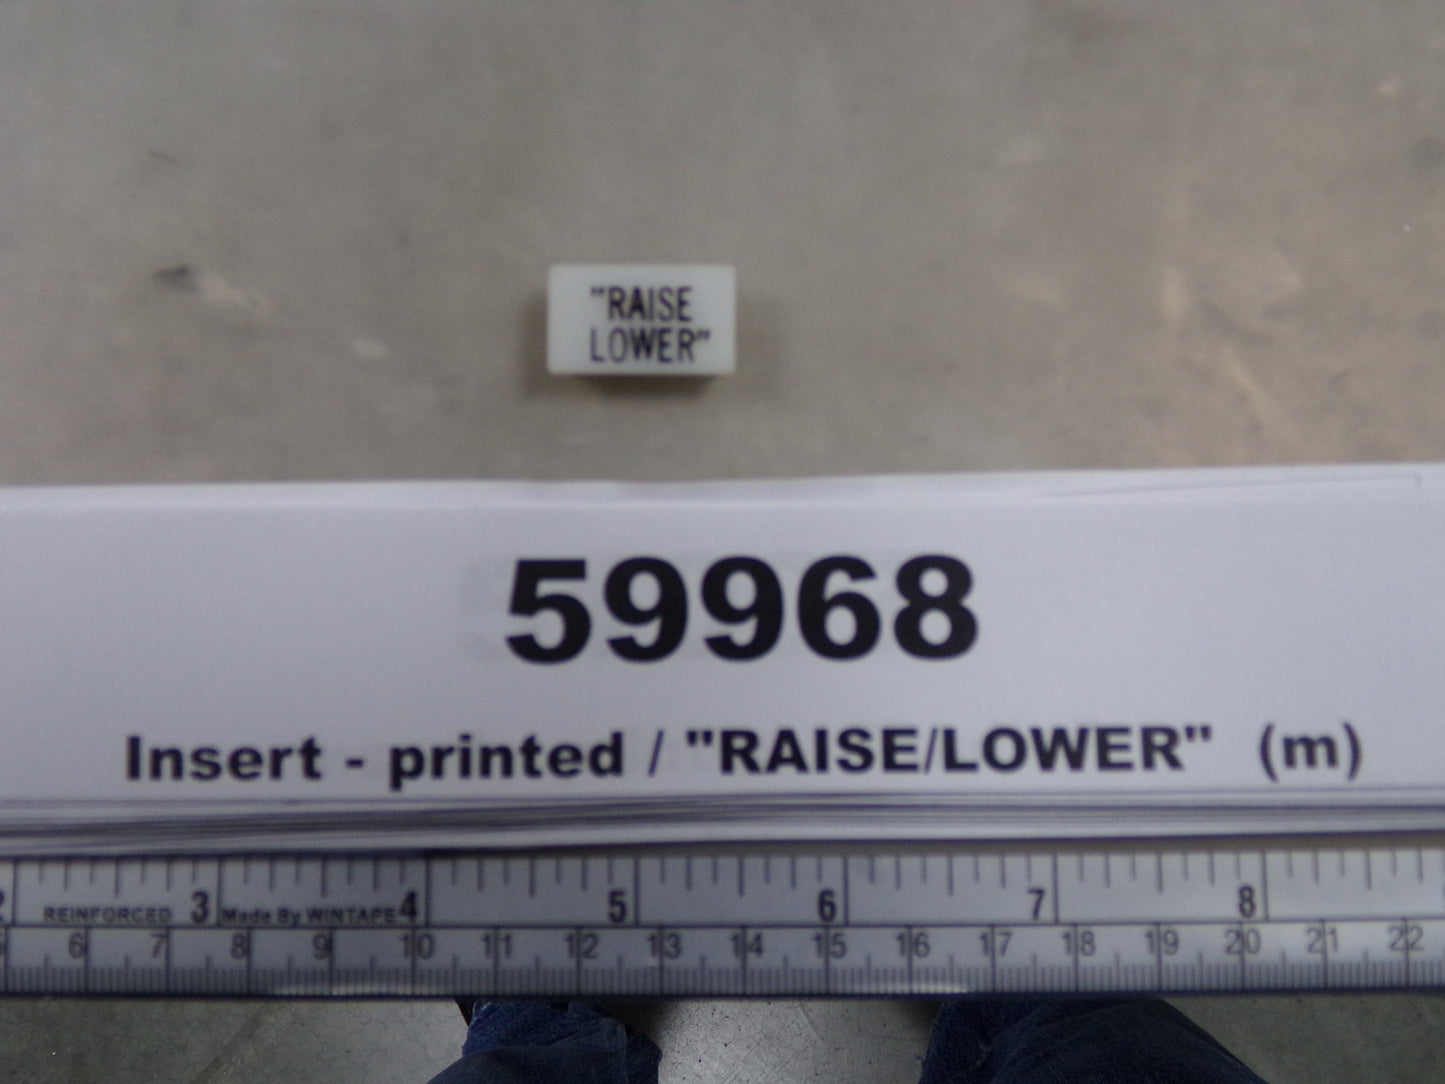 "RAISE
LOWER"
59968
Insert - printed / "RAISE/LOWER" (m)
2 3 4 5 6 7 8
REINFORCED Made By WINTAPE
6 7 8 9 10 11 12 13 14 15 16 17 18 19 20 21 22